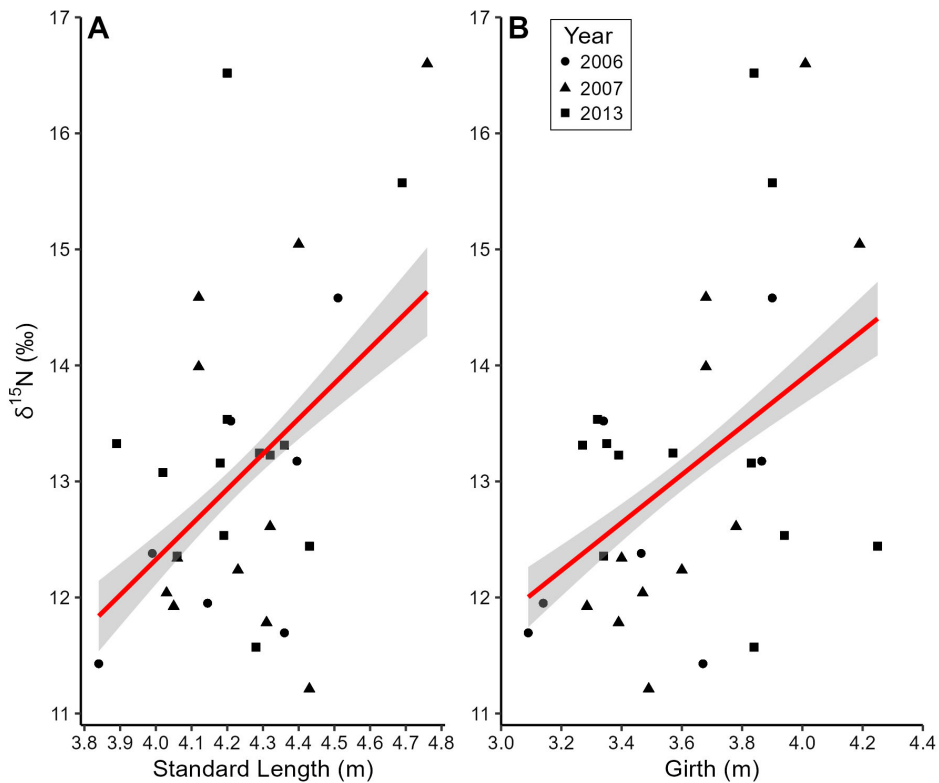 A
B
Year
2006
2007
2013
17
16
15
14
13
12
11
δ¹⁵N (‰)
3.8 3.9 4.0 4.1 4.2 4.3 4.4 4.5 4.6 4.7 4.8
Standard Length (m)
17
16
15
14
13
12
11
3.0 3.2 3.4 3.6 3.8 4.0 4.2 4.4
Girth (m)